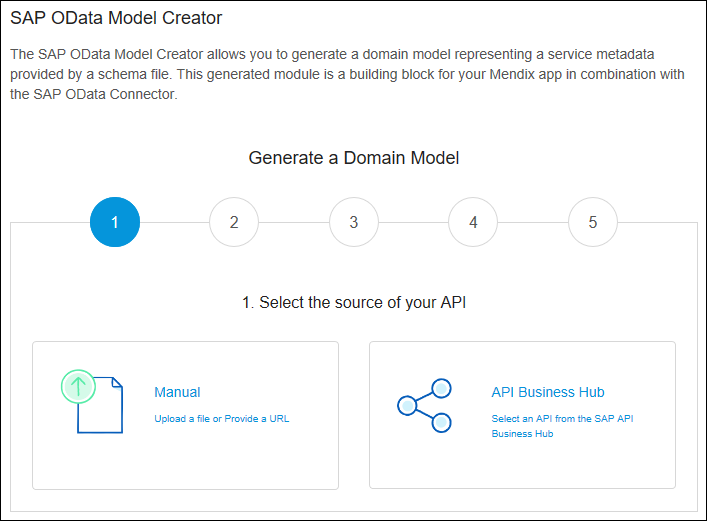 SAP OData Model Creator
The SAP OData Model Creator allows you to generate a domain model representing a service metadata
provided by a schema file. This generated module is a building block for your Mendix app in combination with
the SAP OData Connector.
Generate a Domain Model
1 2 3 4 5
1. Select the source of your API
Manual
Upload a file or Provide a URL
API Business Hub
Select an API from the SAP API
Business Hub